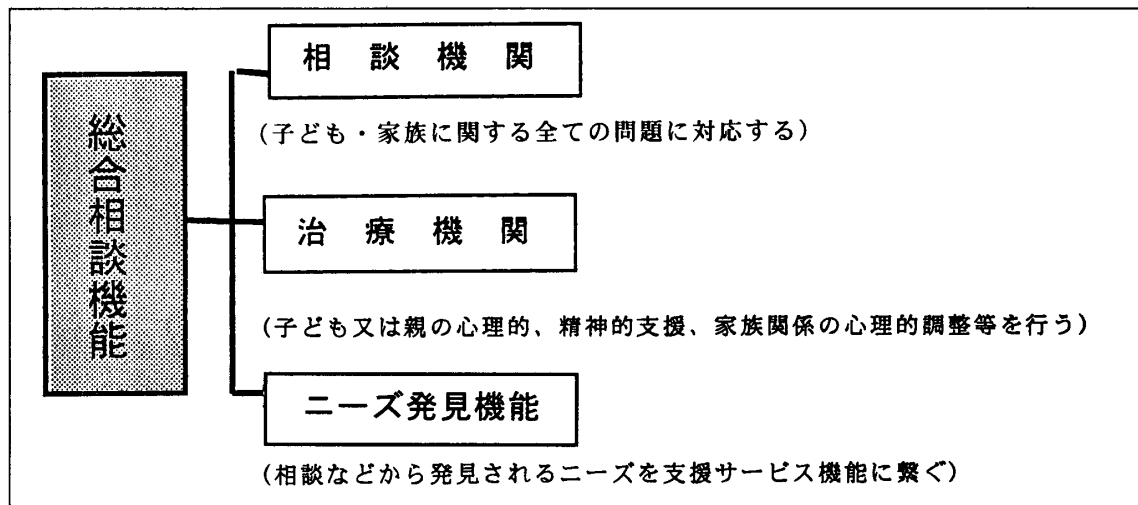 総合相談機能
相談機関
(子ども・家族に関する全ての問題に対応する)
治療機関
(子ども又は親の心理的、精神的支援、家族関係の心理的調整等を行う)
ニーズ発見機能
(相談などから発見されるニーズを支援サービス機能に繋ぐ)